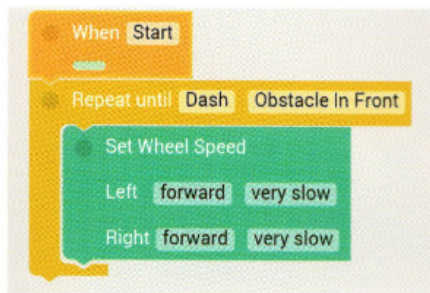 When Start
Repeat until Dash Obstacle In Front
Set Wheel Speed
Left forward very slow
Right forward very slow